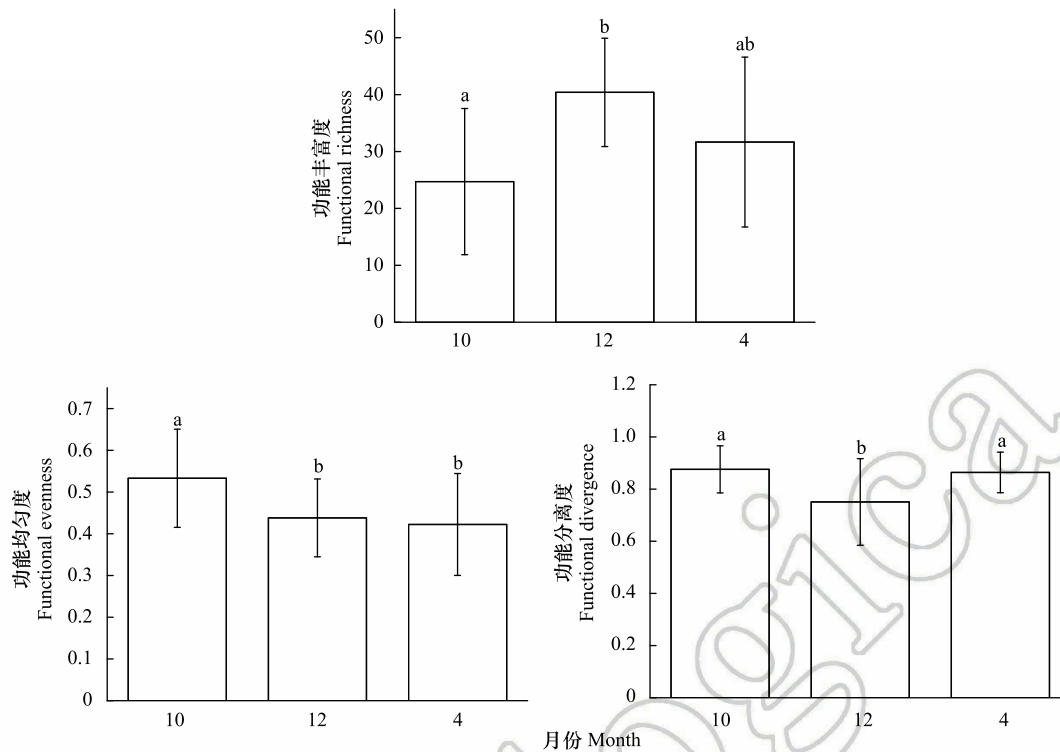 功能丰富度
Functional richness
50
40
30
20
10
0
a
b
ab
10
12
4
功能均匀度
Functional evenness
0.7
0.6
0.5
0.4
0.3
0.2
0.1
0
a
b
b
10
12
4
功能分离度
Functional divergence
1.2
1.0
0.8
0.6
0.4
0.2
0
a
b
a
10
12
4
月份 Month
ogica